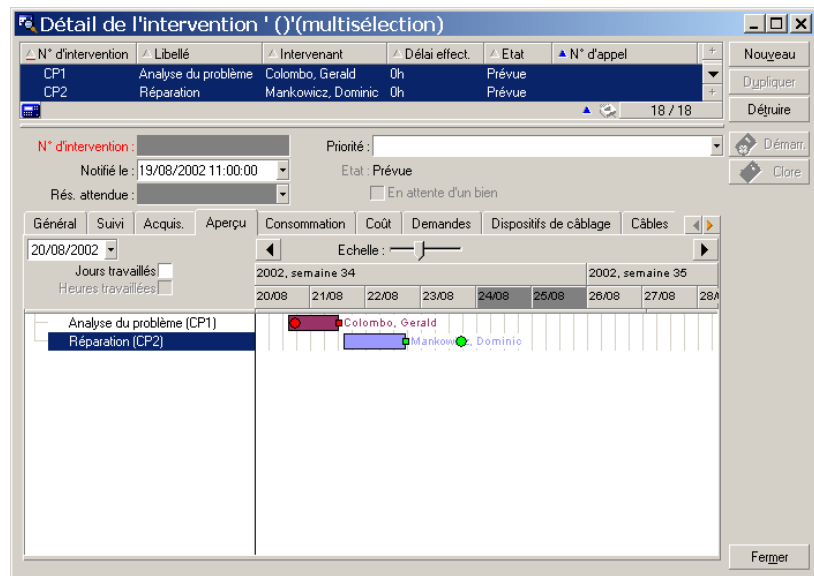 Détail de l'intervention ' ()'(multisélection)
N° d'intervention Libellé Intervenant Délai effect. Etat N° d'appel
CP1 Analyse du problème Colombo, Gerald 0h Prévue
CP2 Réparation Mankowicz, Dominic 0h Prévue
18 / 18
Nouveau
Dupliquer
Détruire
Démarr.
Clore
N° d'intervention : Priorité :
Notifié le : 19/08/2002 11:00:00 Etat : Prévue
Rés. attendue : En attente d'un bien
Général Suivi Acquis. Aperçu Consommation Coût Demandes Dispositifs de câblage Câbles
20/08/2002 Echelle :
Jours travaillés
Heures travaillées
2002, semaine 34 2002, semaine 35
20/08 21/08 22/08 23/08 24/08 25/08 26/08 27/08
Analyse du problème (CP1) Colombo, Gerald
Réparation (CP2) Mankow , Dominic
Fermer